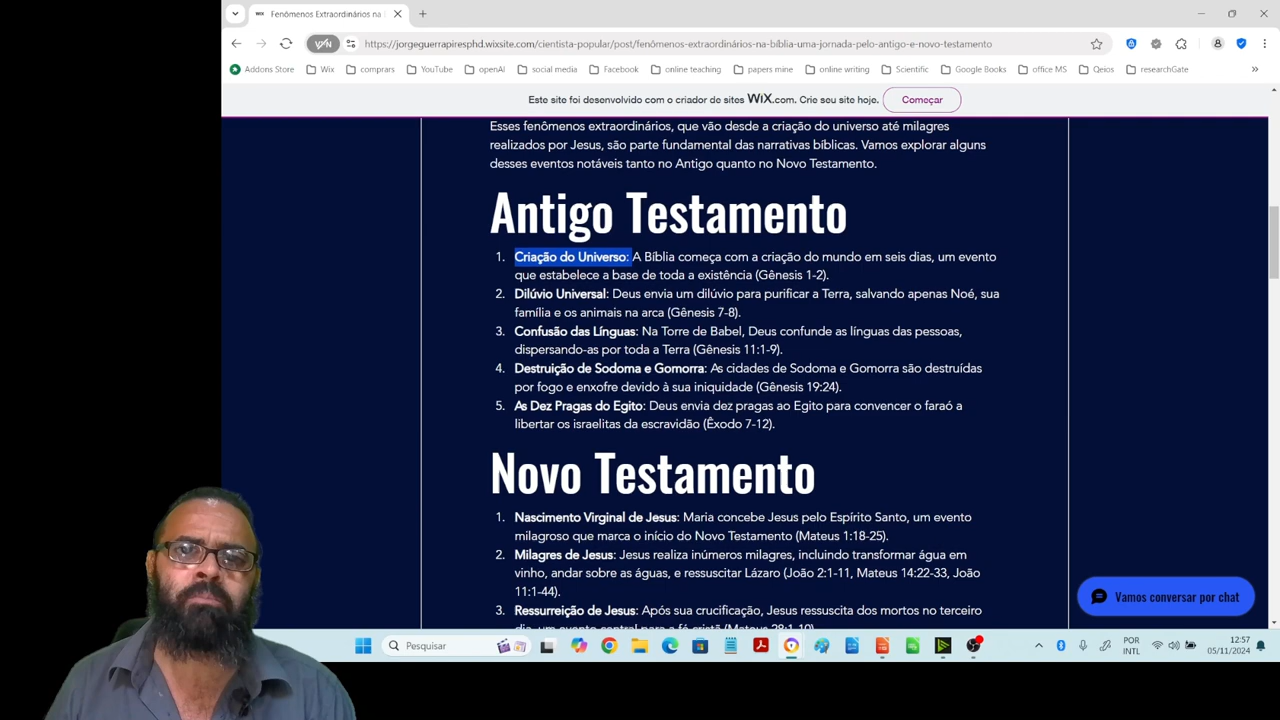 WIX
Fenômenos Extraordinários na
VPN
https://jorgeguerrapiresphd.wixsite.com/cientista-popular/post/fenômenos-extraordinários-na-bíblia-uma-jornada-pelo-antigo-e-novo-testamento
Addons Store
Wix
comprars
YouTube
openAI
social media
Facebook
online teaching
papers mine
online writing
Scientific
Google Books
office MS
Qeios
researchGate
Este site foi desenvolvido com o criador de sites WiX.com. Crie seu site hoje.
Começar
Esses fenômenos extraordinários, que vão desde a criação do universo até milagres
realizados por Jesus, são parte fundamental das narrativas bíblicas. Vamos explorar alguns
desses eventos notáveis tanto no Antigo quanto no Novo Testamento.
Antigo Testamento
1. Criação do Universo: A Bíblia começa com a criação do mundo em seis dias, um evento
que estabelece a base de toda a existência (Gênesis 1-2).
2. Dilúvio Universal: Deus envia um dilúvio para purificar a Terra, salvando apenas Noé, sua
família e os animais na arca (Gênesis 7-8).
3. Confusão das Línguas: Na Torre de Babel, Deus confunde as línguas das pessoas,
dispersando-as por toda a Terra (Gênesis 11:1-9).
4. Destruição de Sodoma e Gomorra: As cidades de Sodoma e Gomorra são destruídas
por fogo e enxofre devido à sua iniquidade (Gênesis 19:24).
5. As Dez Pragas do Egito: Deus envia dez pragas ao Egito para convencer o faraó a
libertar os israelitas da escravidão (Êxodo 7-12).
Novo Testamento
1. Nascimento Virginal de Jesus: Maria concebe Jesus pelo Espírito Santo, um evento
milagroso que marca o início do Novo Testamento (Mateus 1:18-25).
2. Milagres de Jesus: Jesus realiza inúmeros milagres, incluindo transformar água em
vinho, andar sobre as águas, e ressuscitar Lázaro (João 2:1-11, Mateus 14:22-33, João
11:1-44).
3. Ressurreição de Jesus: Após sua crucificação, Jesus ressuscita dos mortos no terceiro
dia, um evento central para a fé cristã (Mateus 28:1-10).
Vamos conversar por chat
Pesquisar
POR
INTL
12:57
05/11/2024